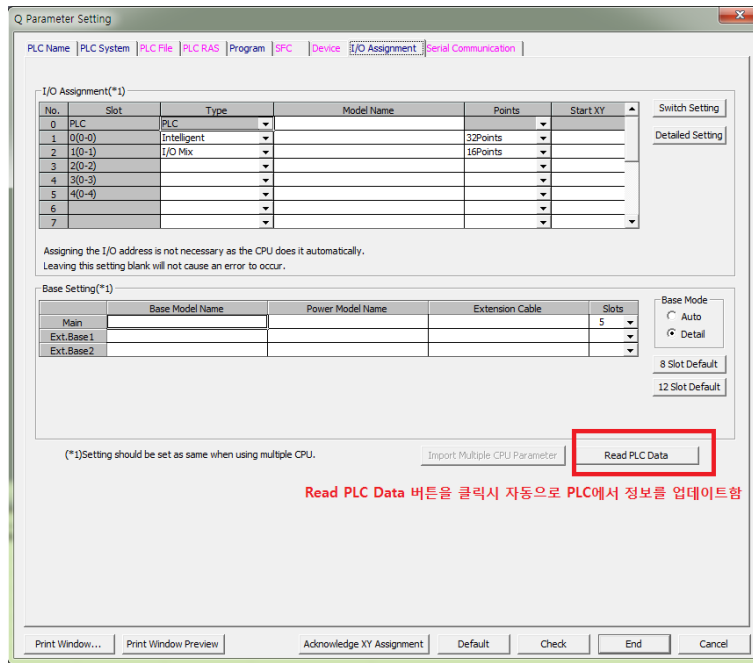 Q Parameter Setting
PLC Name PLC System PLC File PLC RAS Program SFC Device I/O Assignment Serial Communication
I/O Assignment(*1)
No. Slot Type Model Name Points Start XY
0 PLC PLC
1 0(0-0) Intelligent 32Points
2 1(0-1) I/O Mix 16Points
3 2(0-2)
4 3(0-3)
5 4(0-4)
6
7
Switch Setting
Detailed Setting
Assigning the I/O address is not necessary as the CPU does it automatically.
Leaving this setting blank will not cause an error to occur.
Base Setting(*1)
Base Model Name Power Model Name Extension Cable Slots
Main 5
Ext.Base1
Ext.Base2
Base Mode
Auto
Detail
8 Slot Default
12 Slot Default
(*1)Setting should be set as same when using multiple CPU.
Import Multiple CPU Parameter
Read PLC Data
Read PLC Data 버튼을 클릭시 자동으로 PLC에서 정보를 업데이트함
Print Window... Print Window Preview Acknowledge XY Assignment Default Check End Cancel